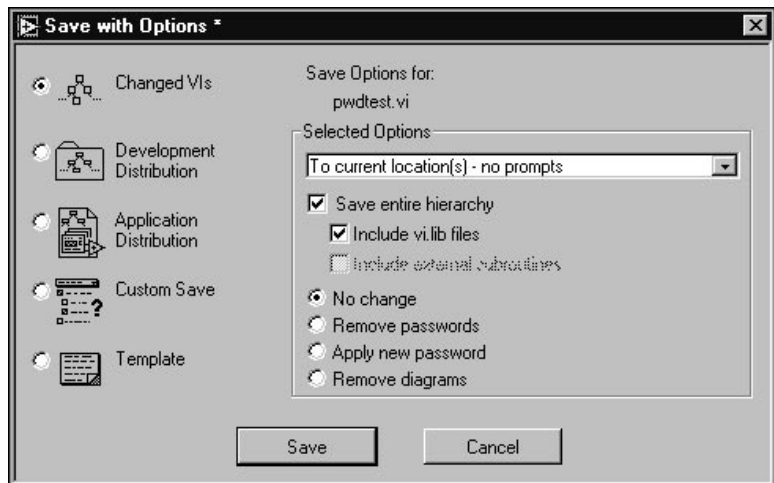 Save with Options *
Changed VIs
Development
Distribution
Application
Distribution
Custom Save
Template
Save Options for:
pwdtest.vi
Selected Options
To current location(s) - no prompts
Save entire hierarchy
Include vi.lib files
Include external subroutines
No change
Remove passwords
Apply new password
Remove diagrams
Save
Cancel